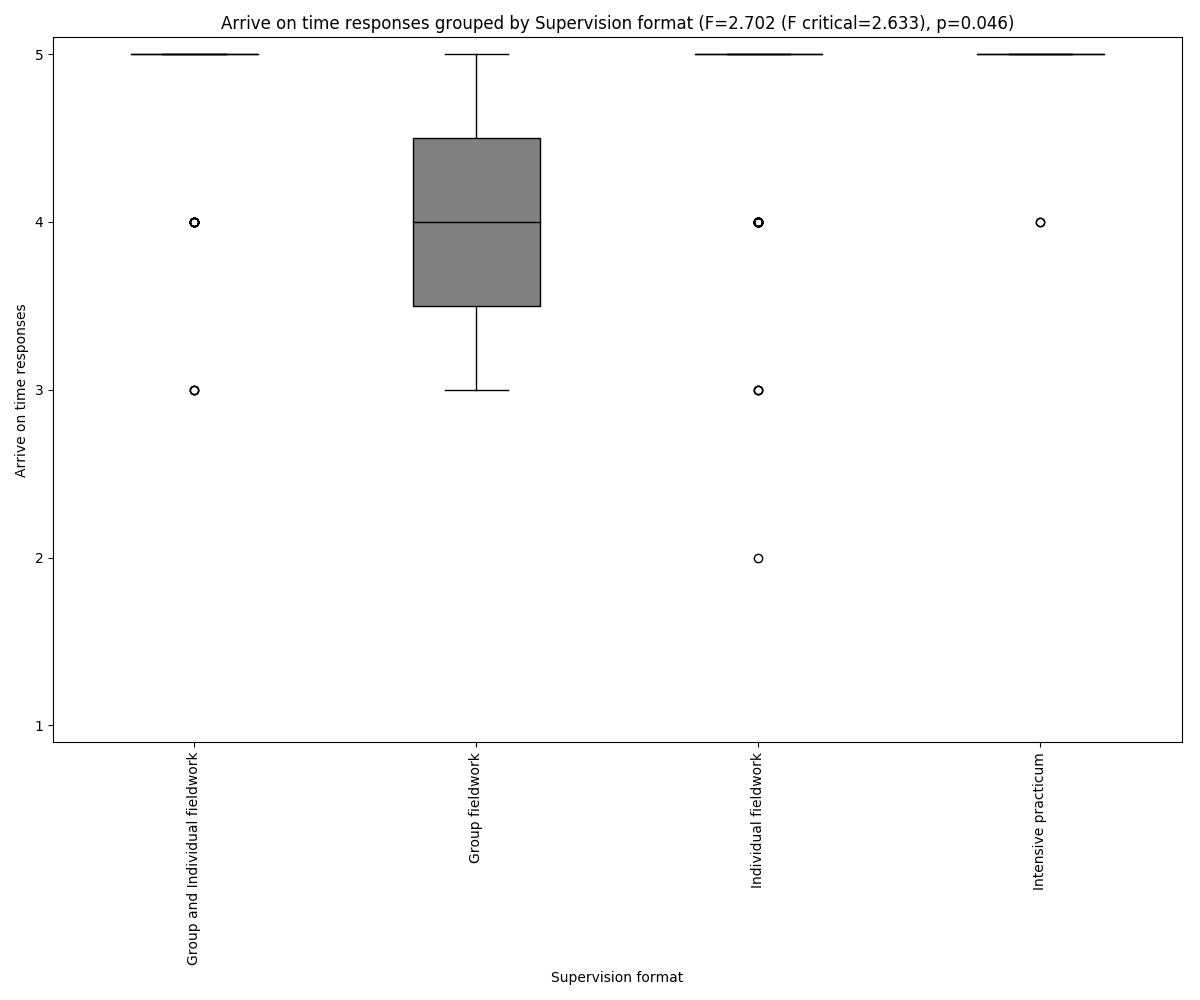 Arrive on time responses grouped by Supervision format (F=2.702 (F critical=2.633), p=0.046)
5
4
3
2
1
Arrive on time responses
Group and Individual fieldwork
Group fieldwork
Individual fieldwork
Intensive practicum
Supervision format